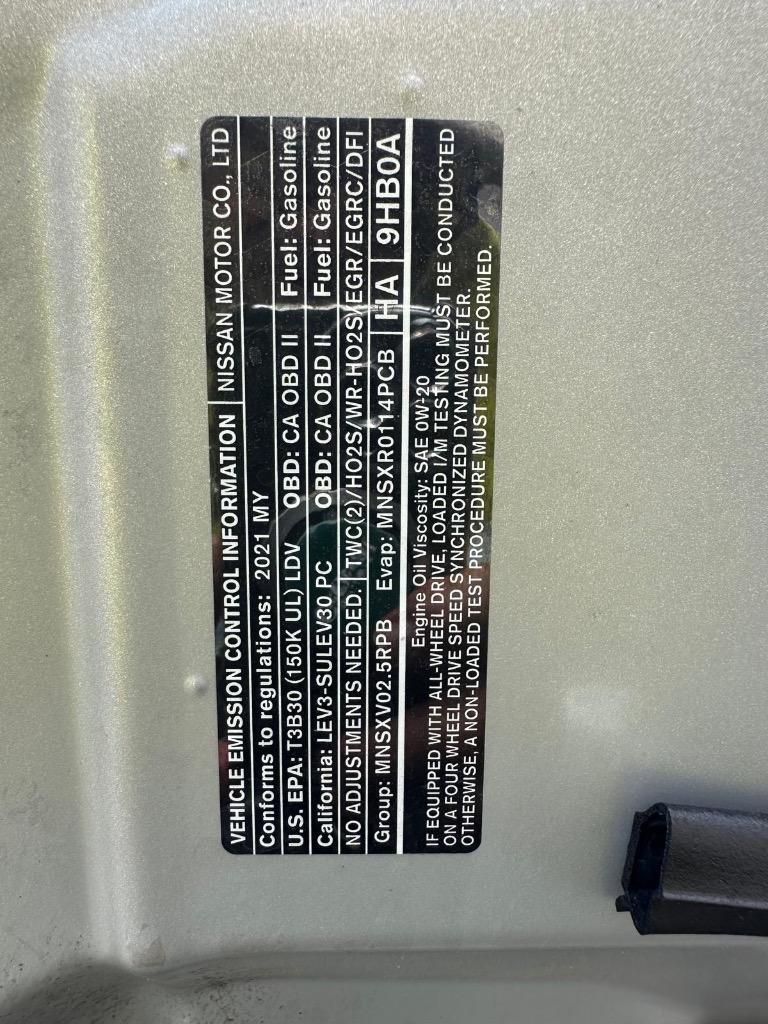 VEHICLE EMISSION CONTROL INFORMATION NISSAN MOTOR CO., LTD
Conforms to regulations: 2021 MY
U.S. EPA: T3B30 (150K UL) LDV OBD: CA OBD II Fuel: Gasoline
California: LEV3-SULEV30 PC OBD: CA OBD II Fuel: Gasoline
NO ADJUSTMENTS NEEDED. TWC(2)/HO2S/WR-HO2S/EGR/EGRC/DFI
Group: MNSXV02.5RPB Evap: MNSXR0114PCB HA 9HB0A
Engine Oil Viscosity: SAE 0W-20
IF EQUIPPED WITH ALL-WHEEL DRIVE, LOADED I/M TESTING MUST BE CONDUCTED
ON A FOUR WHEEL DRIVE SPEED SYNCHRONIZED DYNAMOMETER.
OTHERWISE, A NON-LOADED TEST PROCEDURE MUST BE PERFORMED.